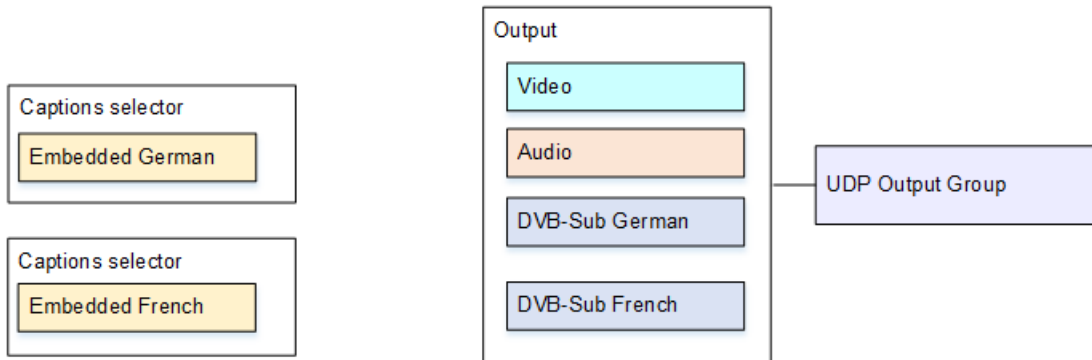 Captions selector
Embedded German
Captions selector
Embedded French
Output
Video
Audio
DVB-Sub German
DVB-Sub French
UDP Output Group